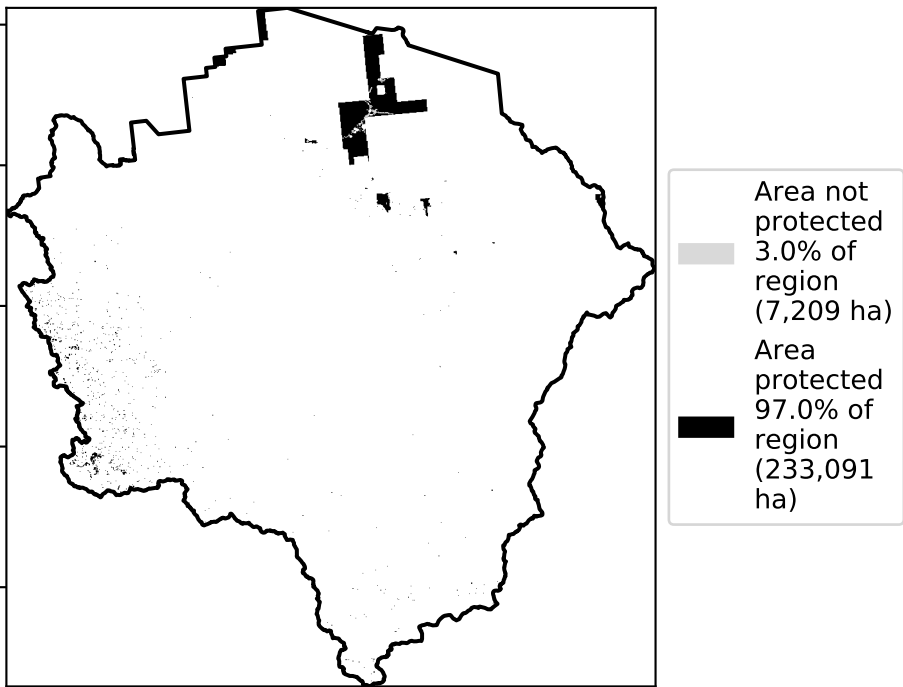 Area not
protected
3.0% of
region
(7,209 ha)
Area
protected
97.0% of
region
(233,091
ha)